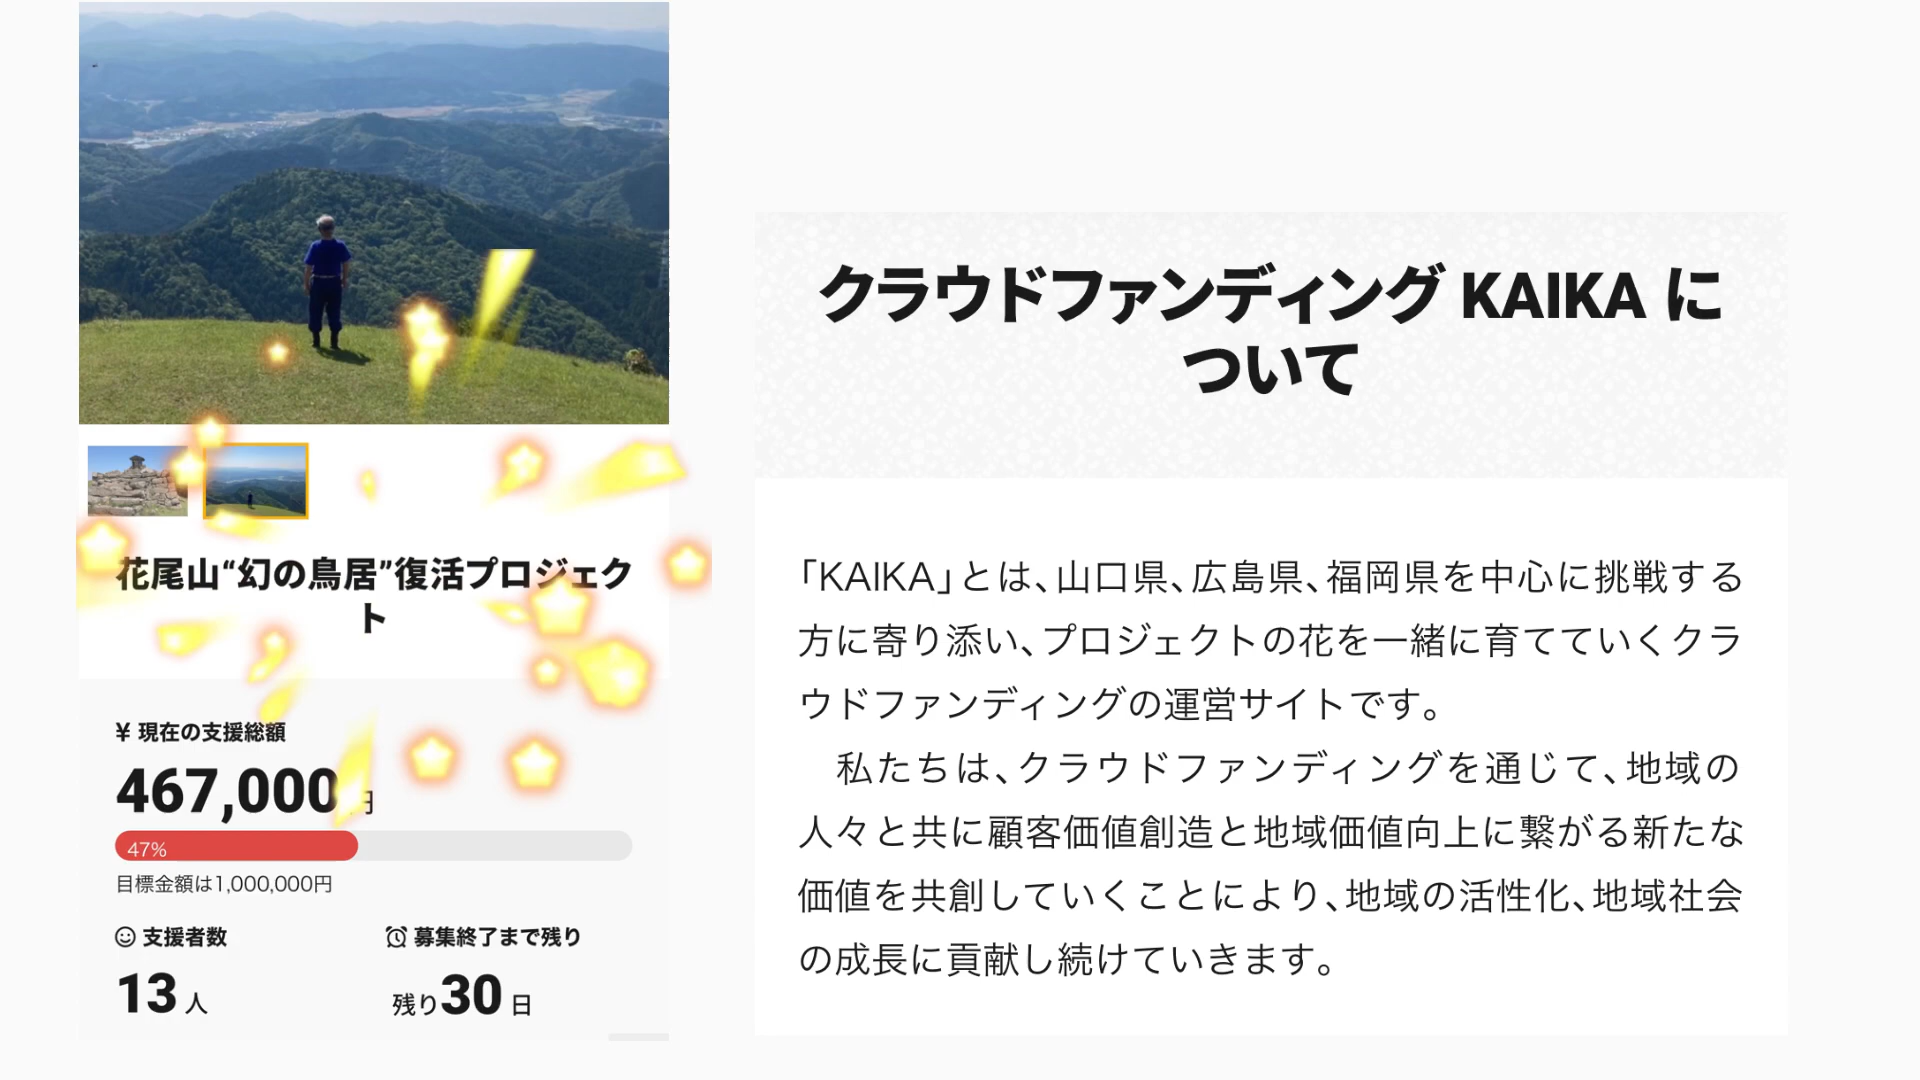 花尾山“幻の鳥居”復活プロジェク
ト
¥ 現在の支援総額
467,000 円
47%
目標金額は1,000,000円
支援者数
募集終了まで残り
13 人
残り30 日
クラウドファンディング KAIKA に
ついて
「KAIKA」とは、山口県、広島県、福岡県を中心に挑戦する
方に寄り添い、プロジェクトの花を一緒に育てていくクラ
ウドファンディングの運営サイトです。
私たちは、クラウドファンディングを通じて、地域の
人々と共に顧客価値創造と地域価値向上に繋がる新たな
価値を共創していくことにより、地域の活性化、地域社会
の成長に貢献し続けていきます。